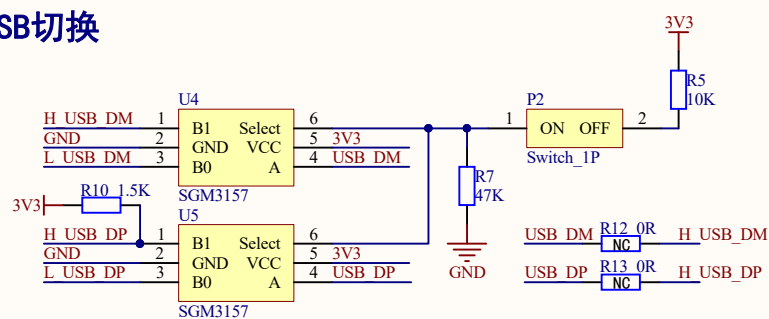 SB切换
3V3
R5
10K
U4
P2
H_USB_DM 1 B1 Select 6
GND 2 GND VCC 5 3V3
L_USB_DM 3 B0 A 4 USB_DM
SGM3157
1 ON OFF 2
Switch_1P
R7
47K
GND
3V3 R10 1.5K
U5
H_USB_DP 1 B1 Select 6
GND 2 GND VCC 5 3V3
L_USB_DP 3 B0 A 4 USB_DP
SGM3157
USB_DM R12 0R NC H_USB_DM
USB_DP R13 0R NC H_USB_DP